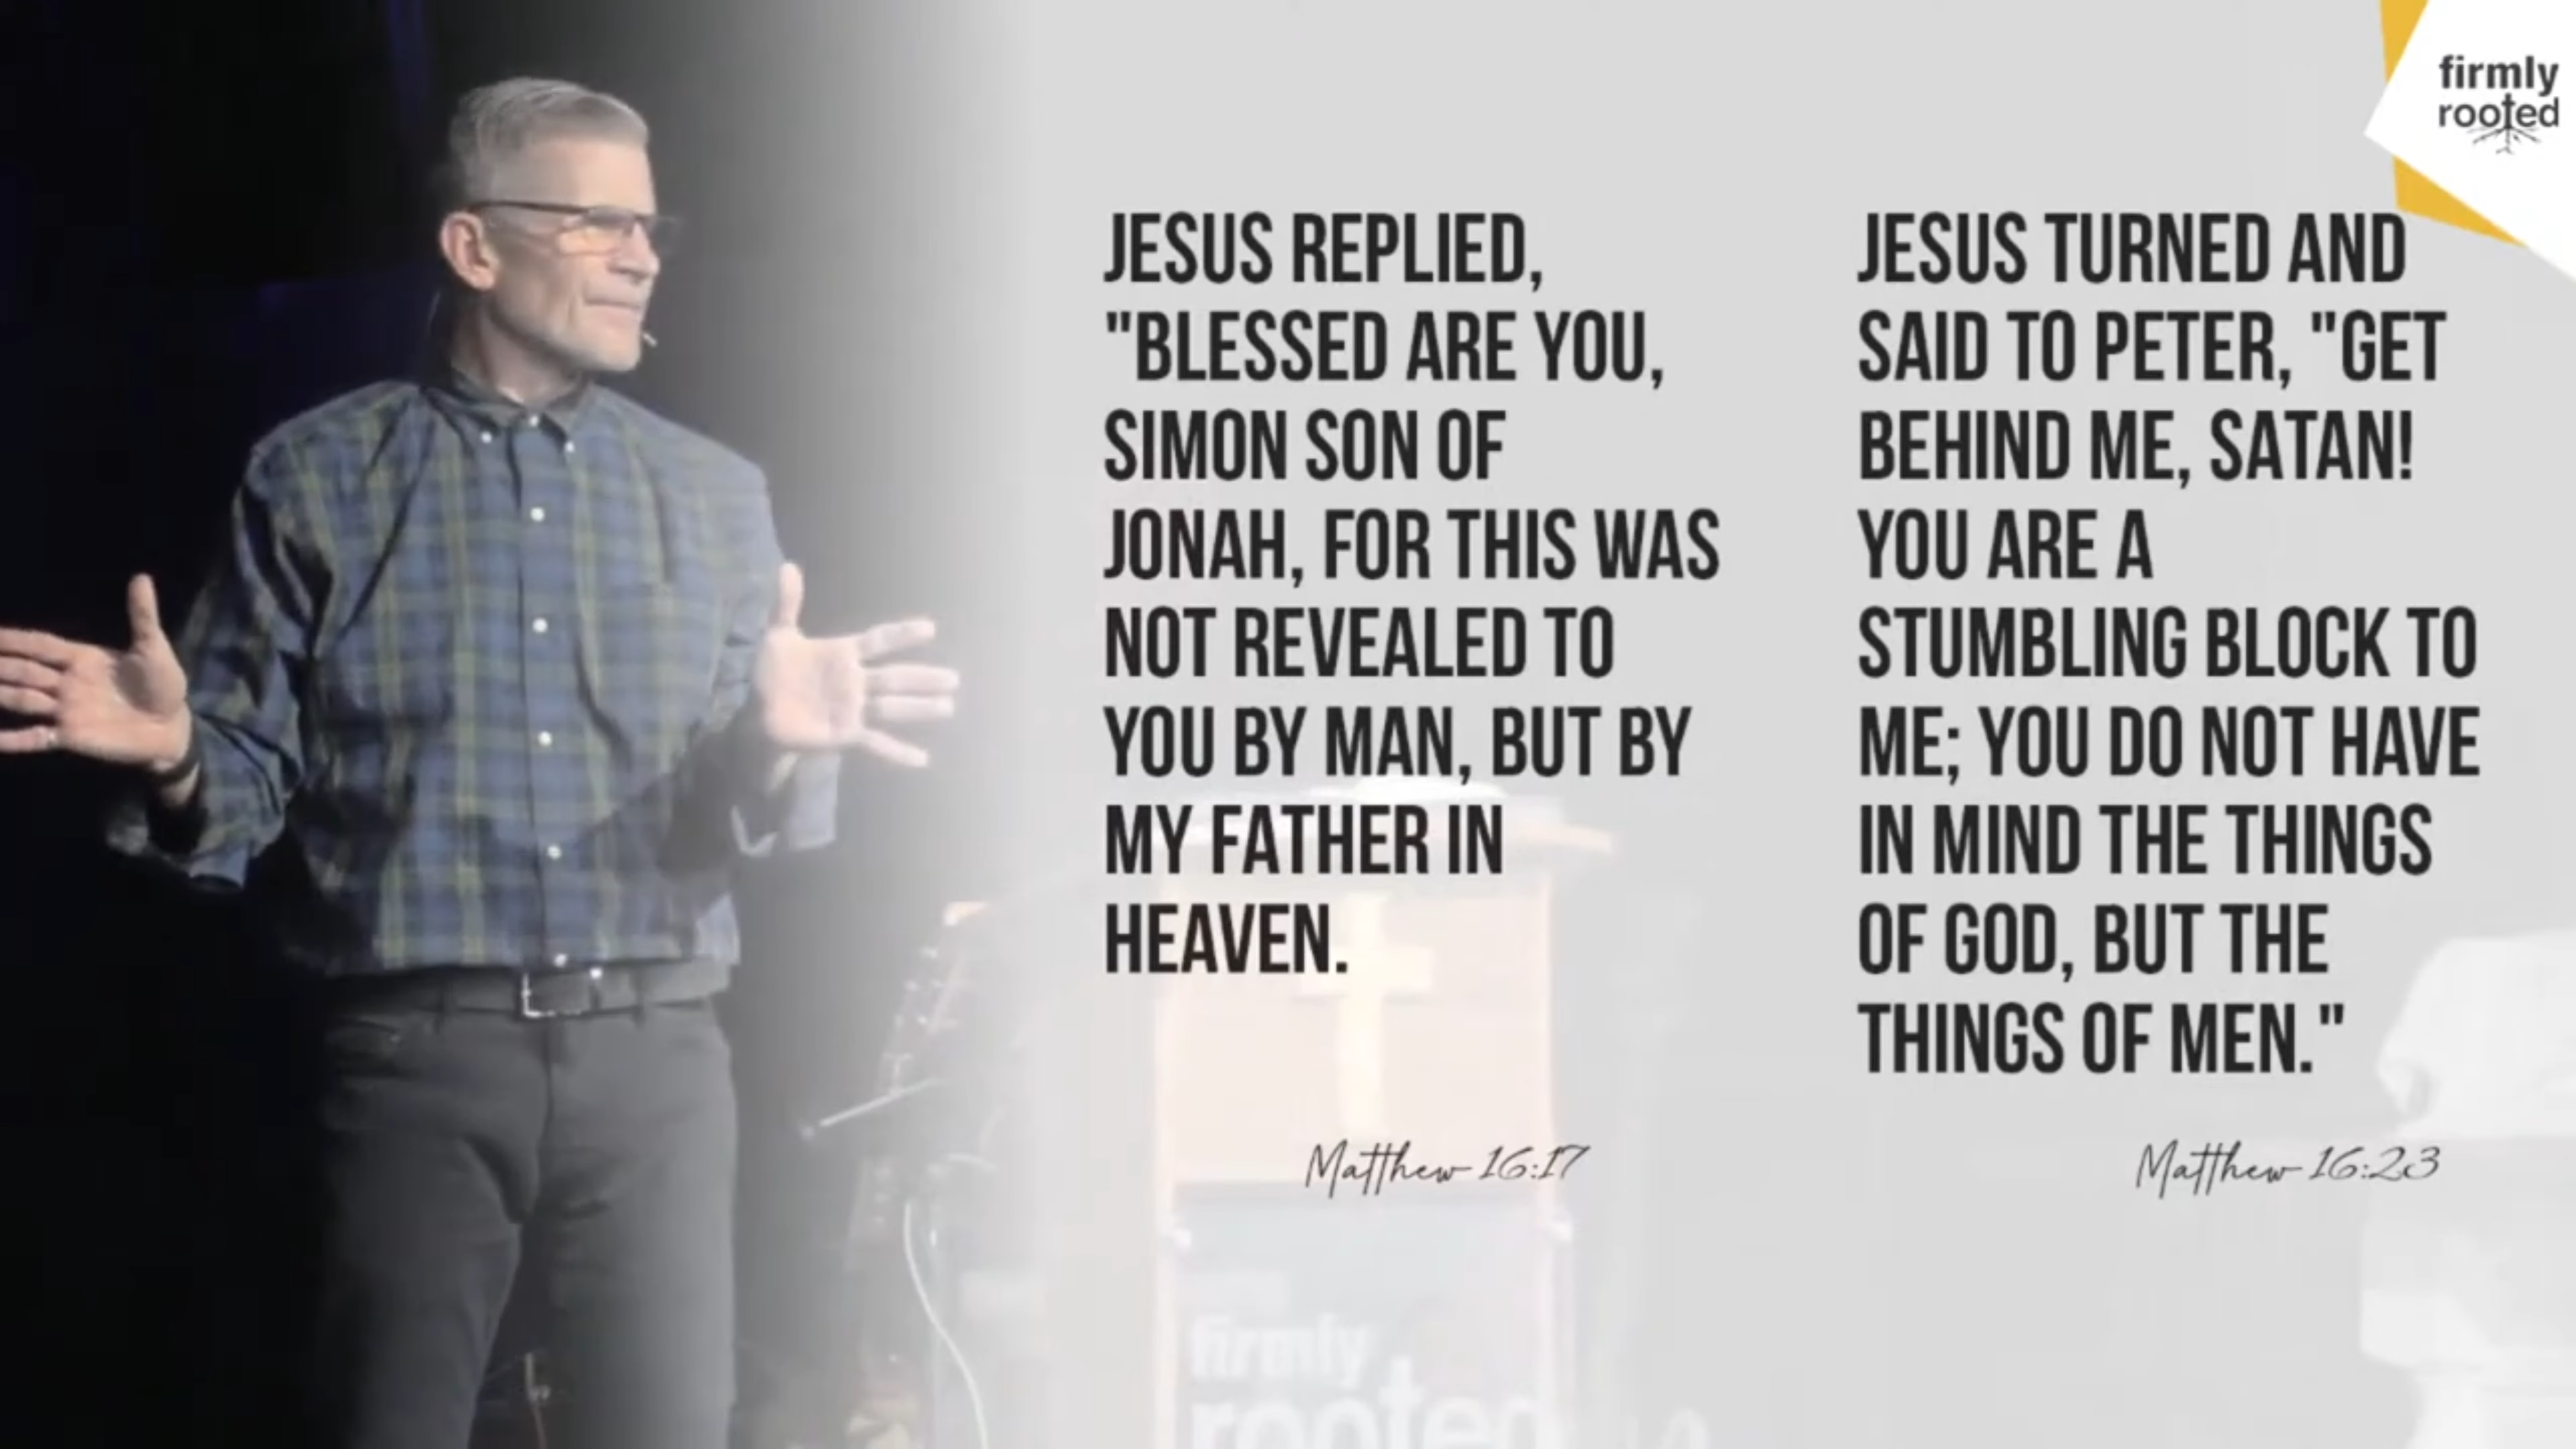 firmly
rooted
JESUS REPLIED,
"BLESSED ARE YOU,
SIMON SON OF
JONAH, FOR THIS WAS
NOT REVEALED TO
YOU BY MAN, BUT BY
MY FATHER IN
HEAVEN.
Matthew 16:17
JESUS TURNED AND
SAID TO PETER, "GET
BEHIND ME, SATAN!
YOU ARE A
STUMBLING BLOCK TO
ME; YOU DO NOT HAVE
IN MIND THE THINGS
OF GOD, BUT THE
THINGS OF MEN."
Matthew 16:23
firmly
rooted